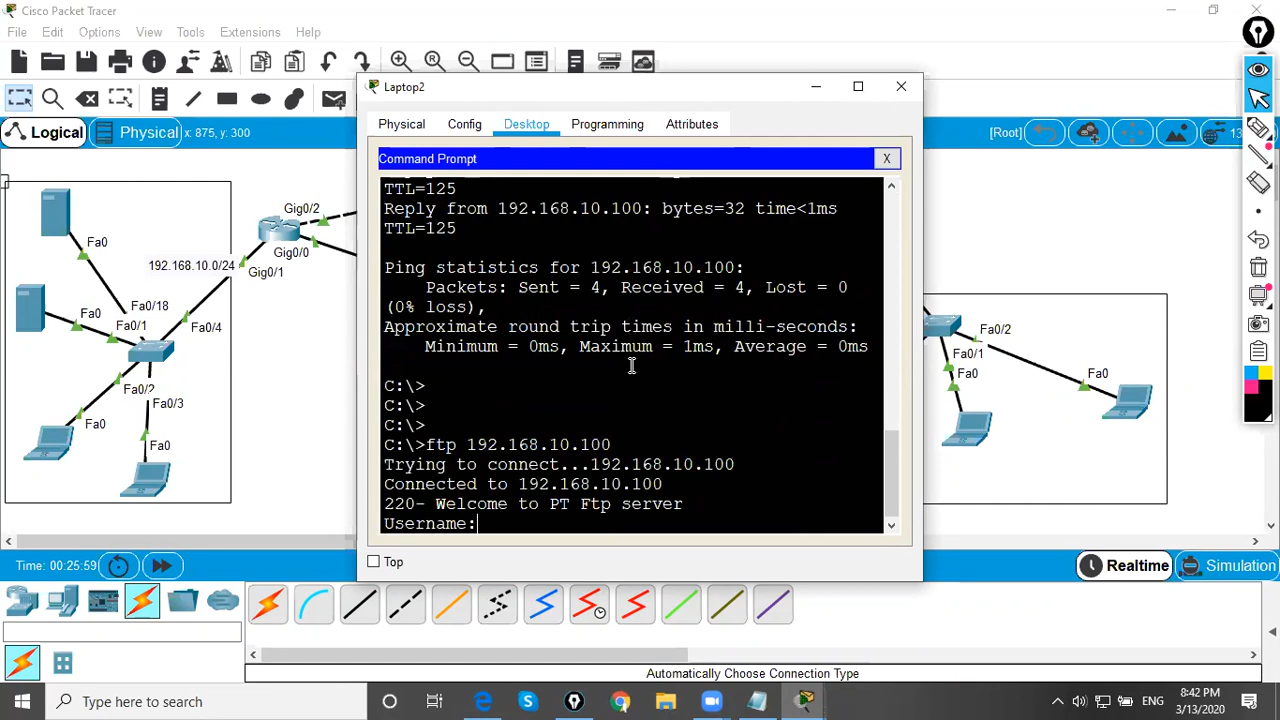 Cisco Packet Tracer
File Edit Options View Tools Extensions Help
Laptop2
Physical Config Desktop Programming Attributes
Logical Physical x: 875, y: 300
[Root]
Command Prompt X
TTL=125
Reply from 192.168.10.100: bytes=32 time<1ms
TTL=125
Ping statistics for 192.168.10.100:
Packets: Sent = 4, Received = 4, Lost = 0
(0% loss),
Approximate round trip times in milli-seconds:
Minimum = 0ms, Maximum = 1ms, Average = 0ms
C:\>
C:\>
C:\>
C:\>ftp 192.168.10.100
Trying to connect...192.168.10.100
Connected to 192.168.10.100
220- Welcome to PT Ftp server
Username:
Top
Gig0/2
Fa0
Gig0/0
192.168.10.0/24
Gig0/1
Fa0/18
Fa0
Fa0/1
Fa0/4
Fa0/2
Fa0/3
Fa0
Fa0
Fa0/2
Fa0/1
Fa0
Fa0
Time: 00:25:59
Realtime Simulation
Automatically Choose Connection Type
Type here to search
ENG
8:42 PM
3/13/2020